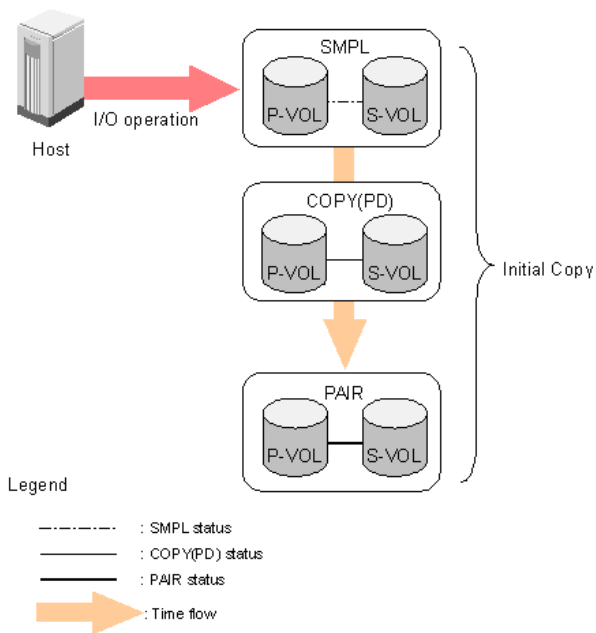 SMPL
P-VOL
S-VOL
I/O operation
Host
COPY(PD)
P-VOL
S-VOL
Initial Copy
PAIR
P-VOL
S-VOL
Legend
: SMPL status
: COPY(PD) status
: PAIR status
: Time flow